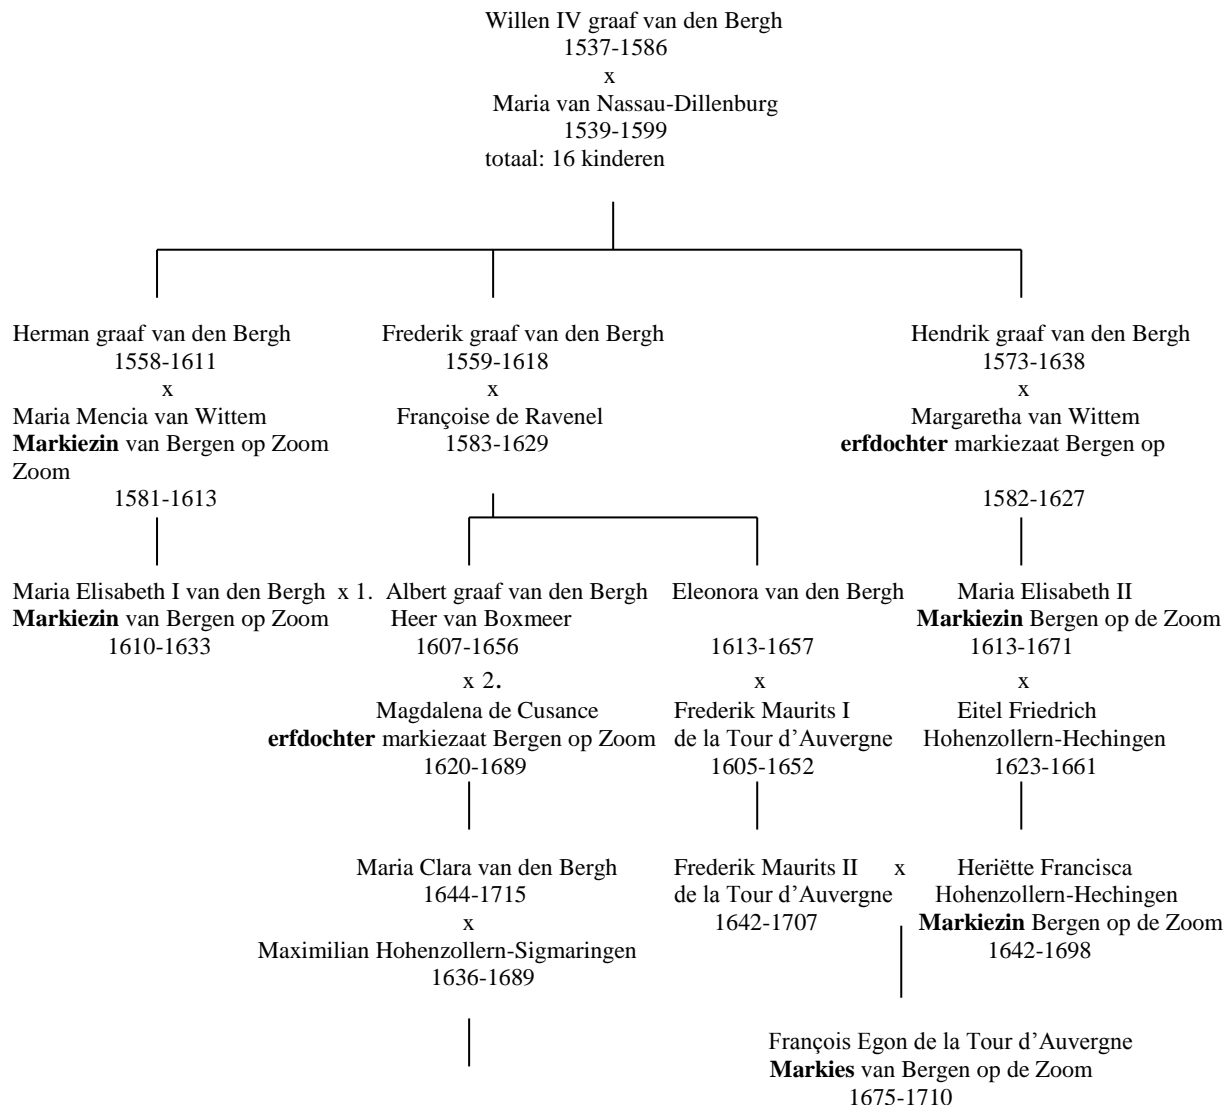 Willen IV graaf van den Bergh
1537-1586
x
Maria van Nassau-Dillenburg
1539-1599
totaal: 16 kinderen
Herman graaf van den Bergh
1558-1611
x
Maria Mencia van Wittem
Markiezin van Bergen op Zoom
Zoom
1581-1613
Frederik graaf van den Bergh
1559-1618
x
Françoise de Ravenel
1583-1629
Hendrik graaf van den Bergh
1573-1638
x
Margaretha van Wittem
erfdochter markiezaat Bergen op
1582-1627
Maria Elisabeth I van den Bergh x 1. Albert graaf van den Bergh
Markiezin van Bergen op Zoom Heer van Boxmeer
1610-1633 1607-1656
x 2.
Magdalena de Cusance
erfdochter markiezaat Bergen op Zoom
1620-1689
Eleonora van den Bergh
1613-1657
x
Frederik Maurits I
de la Tour d’Auvergne
1605-1652
Maria Elisabeth II
Markiezin Bergen op de Zoom
1613-1671
x
Eitel Friedrich
Hohenzollern-Hechingen
1623-1661
Maria Clara van den Bergh
1644-1715
x
Maximilian Hohenzollern-Sigmaringen
1636-1689
Frederik Maurits II x Heriëtte Francisca
de la Tour d’Auvergne Hohenzollern-Hechingen
1642-1707 Markiezin Bergen op de Zoom
1642-1698
François Egon de la Tour d’Auvergne
Markies van Bergen op de Zoom
1675-1710